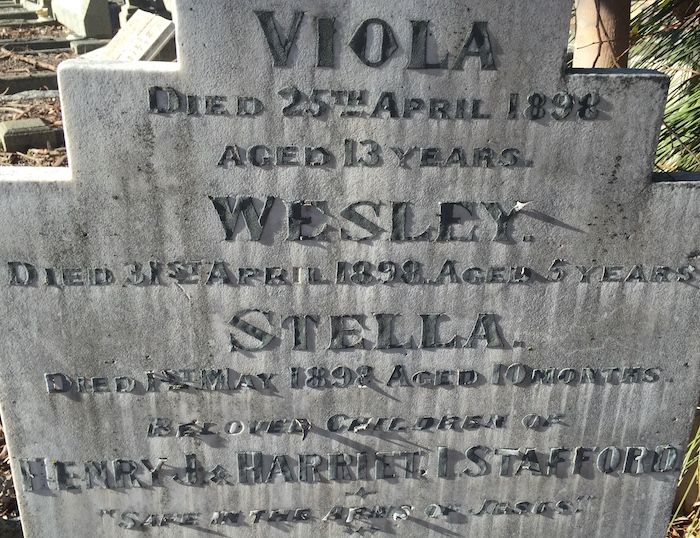 VIOLA
DIED 25TH APRIL 1898
AGED 13 YEARS.
WESLEY.
DIED 31ST APRIL 1898. AGED 5 YEARS
STELLA.
DIED 1ST MAY 1898 AGED 10 MONTHS.
BELOVED CHILDREN OF
HENRY J & HARRIET. I. STAFFORD
"SAFE IN THE ARMS OF JESUS."